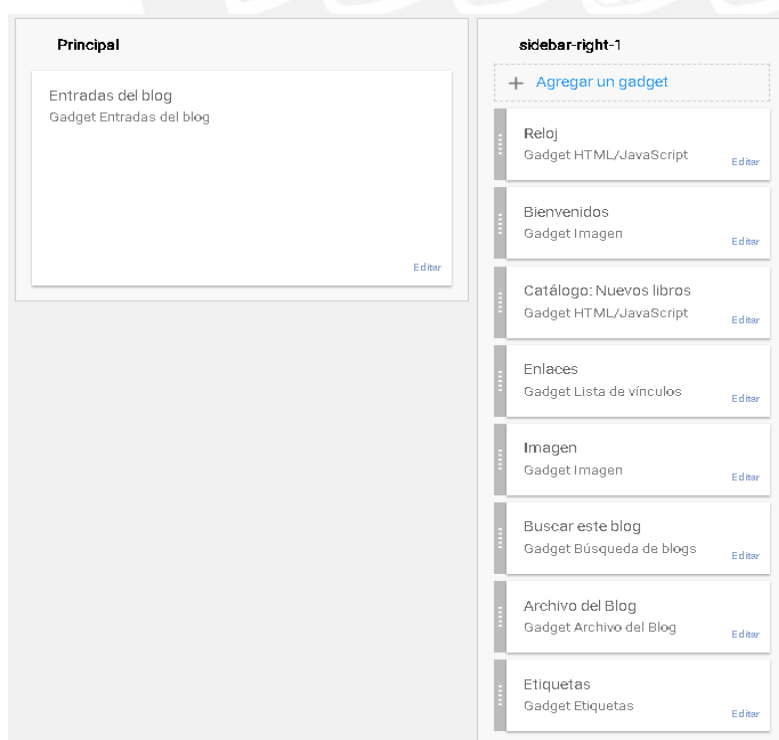 Principal
Entradas del blog
Gadget Entradas del blog
Editar
sidebar-right-1
+ Agregar un gadget
Reloj
Gadget HTML/JavaScript
Editar
Bienvenidos
Gadget Imagen
Editar
Catálogo: Nuevos libros
Gadget HTML/JavaScript
Editar
Enlaces
Gadget Lista de vínculos
Editar
Imagen
Gadget Imagen
Editar
Buscar este blog
Gadget Búsqueda de blogs
Editar
Archivo del Blog
Gadget Archivo del Blog
Editar
Etiquetas
Gadget Etiquetas
Editar